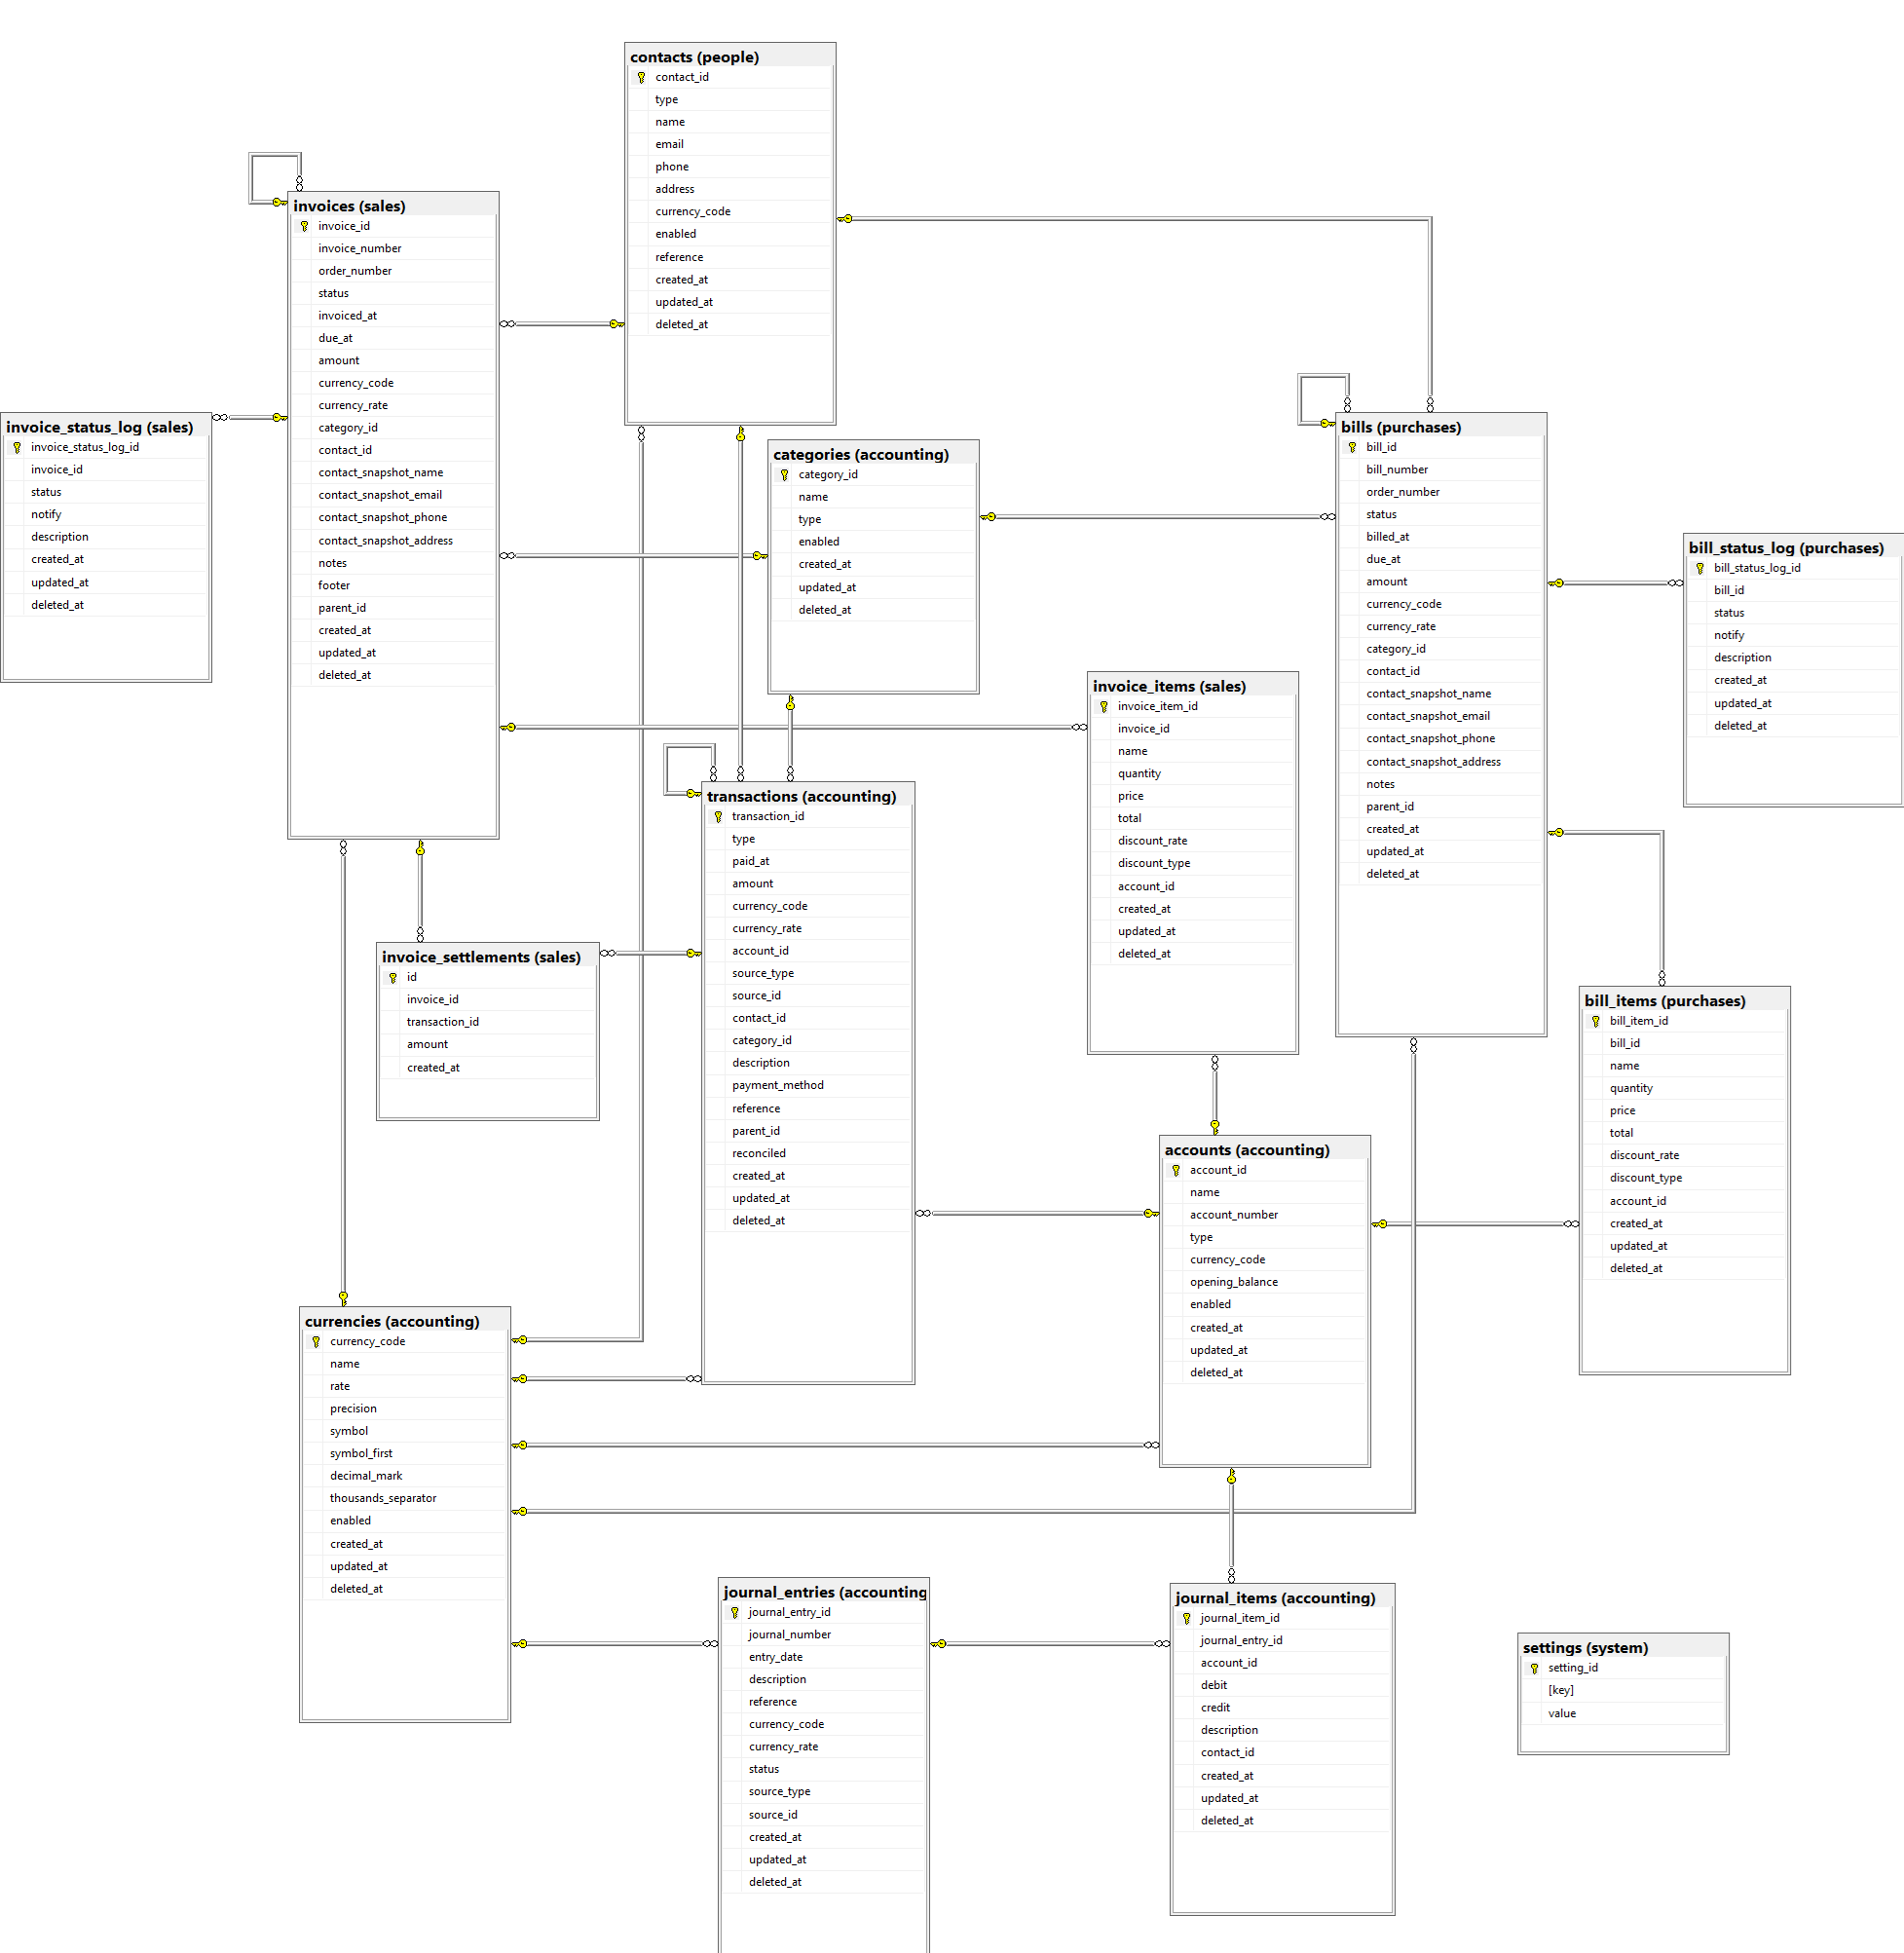 contacts (people)
contact_id
type
name
email
phone
address
currency_code
enabled
reference
created_at
updated_at
deleted_at
invoices (sales)
invoice_id
invoice_number
order_number
status
invoiced_at
due_at
amount
currency_code
currency_rate
category_id
contact_id
contact_snapshot_name
contact_snapshot_email
contact_snapshot_phone
contact_snapshot_address
notes
footer
parent_id
created_at
updated_at
deleted_at
invoice_status_log (sales)
invoice_status_log_id
invoice_id
status
notify
description
created_at
updated_at
deleted_at
categories (accounting)
category_id
name
type
enabled
created_at
updated_at
deleted_at
bills (purchases)
bill_id
bill_number
order_number
status
billed_at
due_at
amount
currency_code
currency_rate
category_id
contact_id
contact_snapshot_name
contact_snapshot_email
contact_snapshot_phone
contact_snapshot_address
notes
parent_id
created_at
updated_at
deleted_at
bill_status_log (purchases)
bill_status_log_id
bill_id
status
notify
description
created_at
updated_at
deleted_at
invoice_items (sales)
invoice_item_id
invoice_id
name
quantity
price
total
discount_rate
discount_type
account_id
created_at
updated_at
deleted_at
transactions (accounting)
transaction_id
type
paid_at
amount
currency_code
currency_rate
account_id
source_type
source_id
contact_id
category_id
description
payment_method
reference
parent_id
reconciled
created_at
updated_at
deleted_at
invoice_settlements (sales)
id
invoice_id
transaction_id
amount
created_at
bill_items (purchases)
bill_item_id
bill_id
name
quantity
price
total
discount_rate
discount_type
account_id
created_at
updated_at
deleted_at
accounts (accounting)
account_id
name
account_number
type
currency_code
opening_balance
enabled
created_at
updated_at
deleted_at
currencies (accounting)
currency_code
name
rate
precision
symbol
symbol_first
decimal_mark
thousands_separator
enabled
created_at
updated_at
deleted_at
journal_entries (accounting
journal_entry_id
journal_number
entry_date
description
reference
currency_code
currency_rate
status
source_type
source_id
created_at
updated_at
deleted_at
journal_items (accounting)
journal_item_id
journal_entry_id
account_id
debit
credit
description
contact_id
created_at
updated_at
deleted_at
settings (system)
setting_id
[key]
value